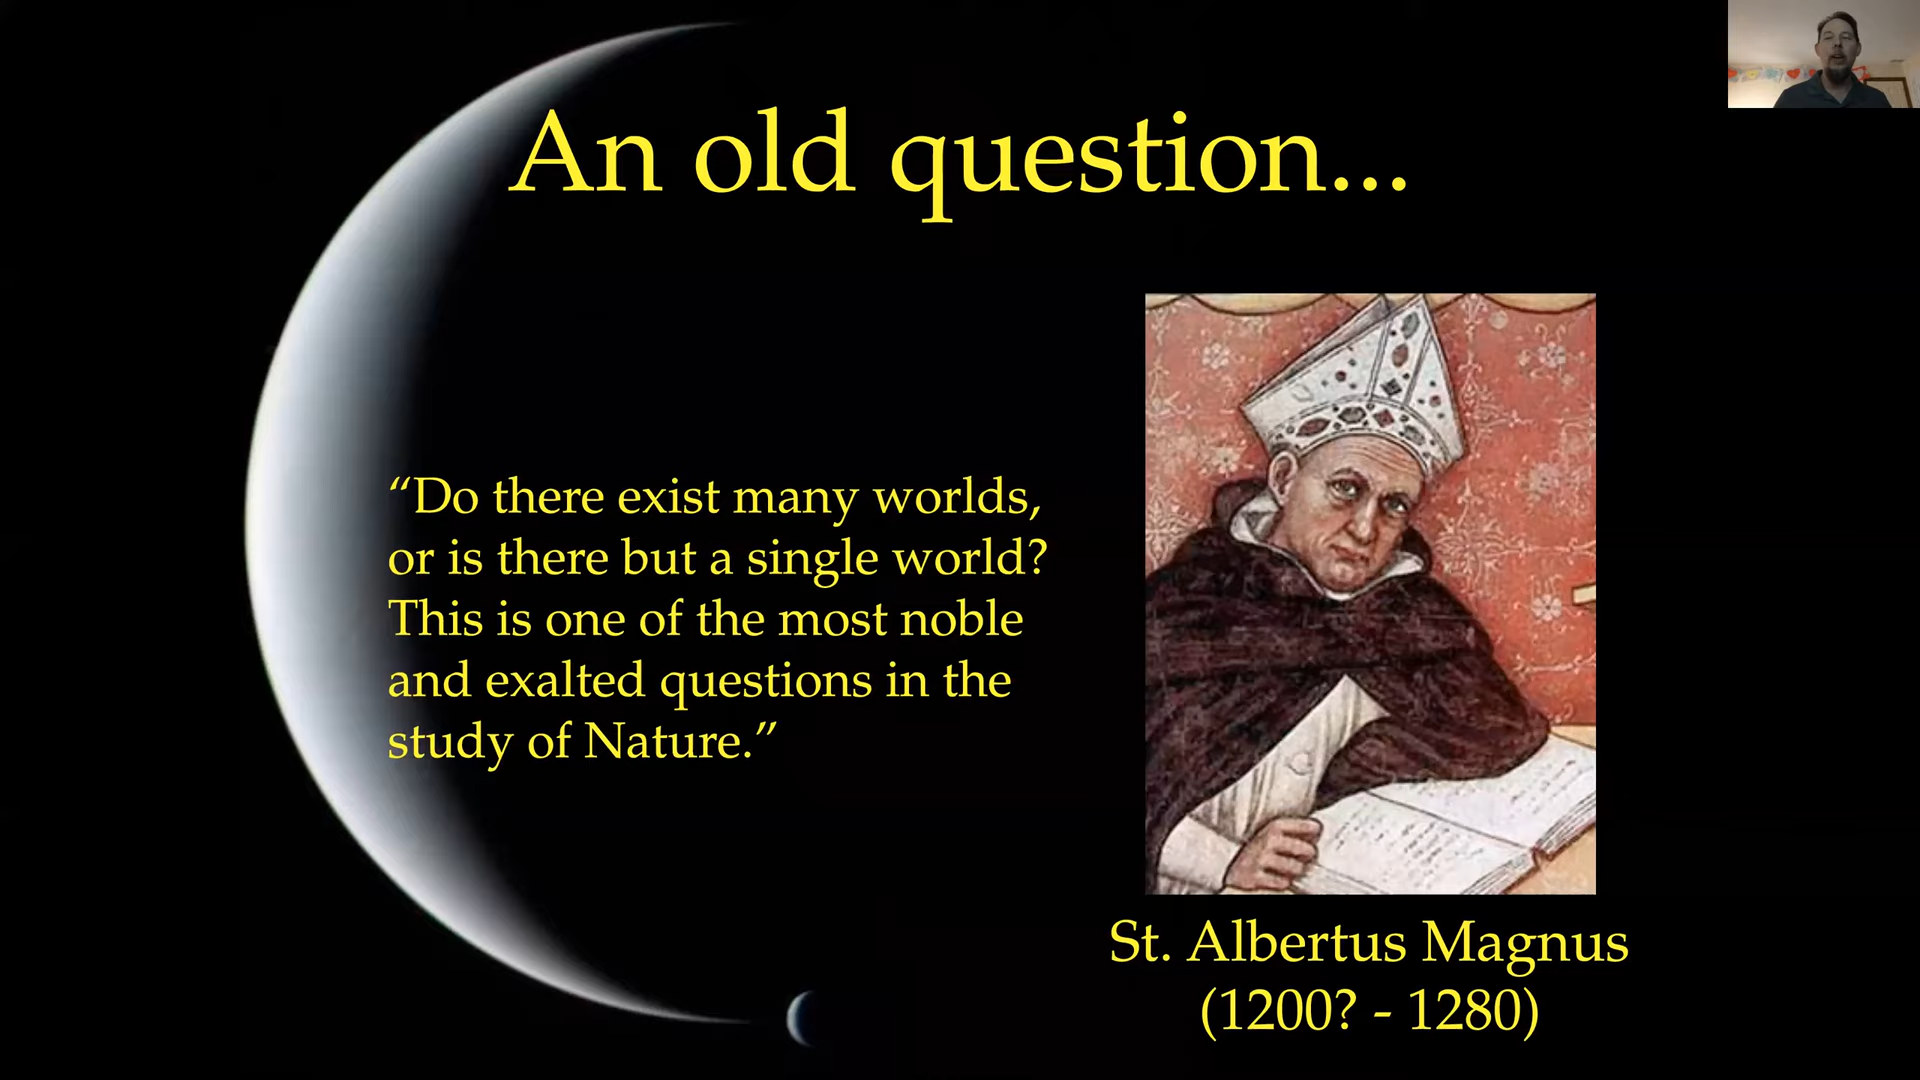 An old question...
“Do there exist many worlds,
or is there but a single world?
This is one of the most noble
and exalted questions in the
study of Nature.”
St. Albertus Magnus
(1200? - 1280)